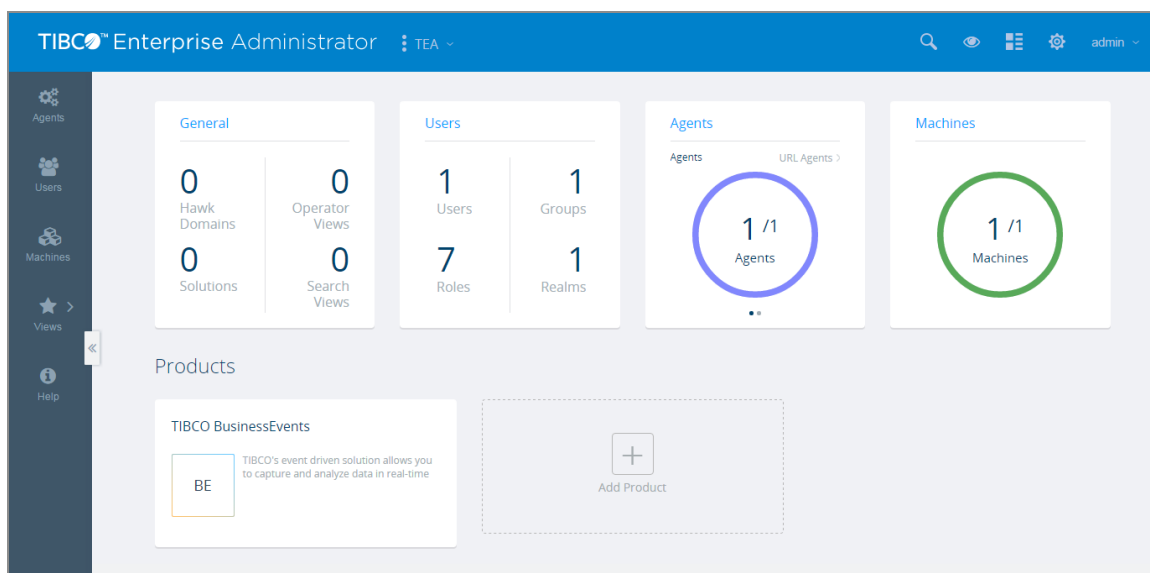 TIBCO™ Enterprise Administrator TEA admin
Agents
Users
Machines
Views
Help
General
0
Hawk
Domains
0
Operator
Views
0
Solutions
0
Search
Views
Users
1
Users
1
Groups
7
Roles
1
Realms
Agents
Agents URL Agents
1 /1
Agents
Machines
1 /1
Machines
Products
TIBCO BusinessEvents
BE
TIBCO's event driven solution allows you
to capture and analyze data in real-time
Add Product